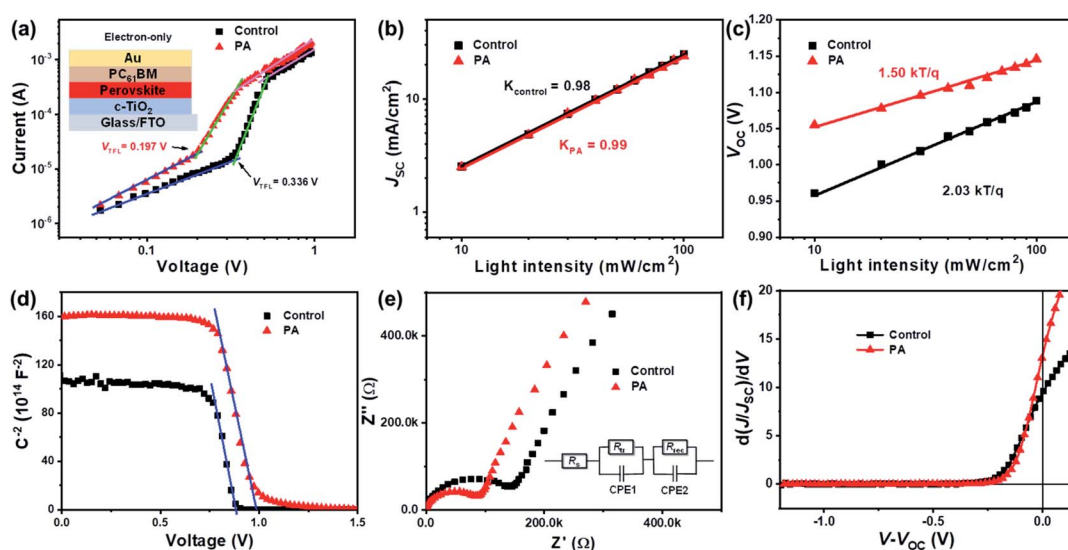 (a)
Electron-only
Au
PC61BM
Perovskite
c-TiO2
Glass/FTO
Control
PA
VTFL= 0.197 V
VTFL= 0.336 V
10-3
10-4
10-5
10-6
Current (A)
0.1
1
Voltage (V)
(b)
Control
PA
Kcontrol = 0.98
KPA = 0.99
10
1
JSC (mA/cm2)
10
100
Light intensity (mW/cm2)
(c)
Control
PA
1.50 kT/q
2.03 kT/q
1.20
1.15
1.10
1.05
1.00
0.95
0.90
VOC (V)
10
100
Light intensity (mW/cm2)
(d)
Control
PA
160
120
80
40
0
C-2 (1014 F-2)
0.0
0.5
1.0
1.5
Voltage (V)
(e)
Control
PA
400.0k
200.0k
0.0
Z'' (Ω)
Rs
Rtr
Rrec
CPE1
CPE2
0.0
200.0k
400.0k
Z' (Ω)
(f)
Control
PA
20
15
10
5
0
d(J/JSC)/dV
-1.0
-0.5
0.0
V-VOC (V)